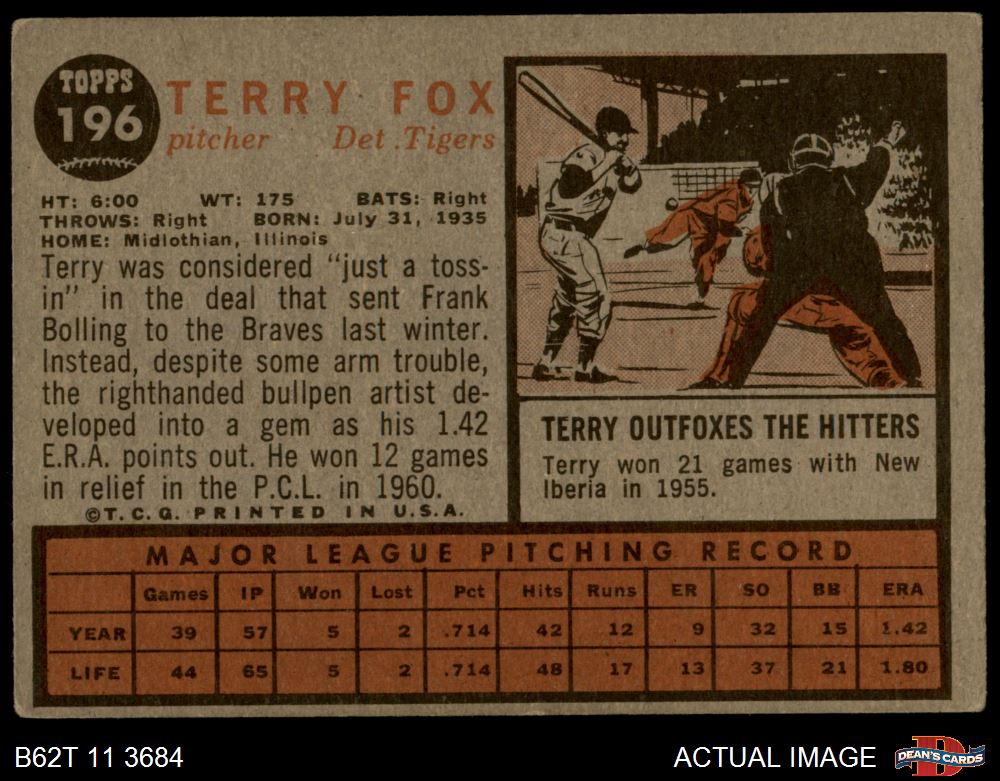 TOPPS
196
TERRY FOX
pitcher Det. Tigers
HT: 6:00 WT: 175 BATS: Right
THROWS: Right BORN: July 31, 1935
HOME: Midlothian, Illinois
Terry was considered "just a toss-
in" in the deal that sent Frank
Bolling to the Braves last winter.
Instead, despite some arm trouble,
the righthanded bullpen artist de-
veloped into a gem as his 1.42
E.R.A. points out. He won 12 games
in relief in the P.C.L. in 1960.
©T.C.G. PRINTED IN U.S.A.
TERRY OUTFOXES THE HITTERS
Terry won 21 games with New
Iberia in 1955.
MAJOR LEAGUE PITCHING RECORD
Games IP Won Lost Pct Hits Runs ER SO BB ERA
YEAR 39 57 5 2 .714 42 12 9 32 15 1.42
LIFE 44 65 5 2 .714 48 17 13 37 21 1.80
B62T 11 3684
ACTUAL IMAGE
D
DEAN'S CARDS